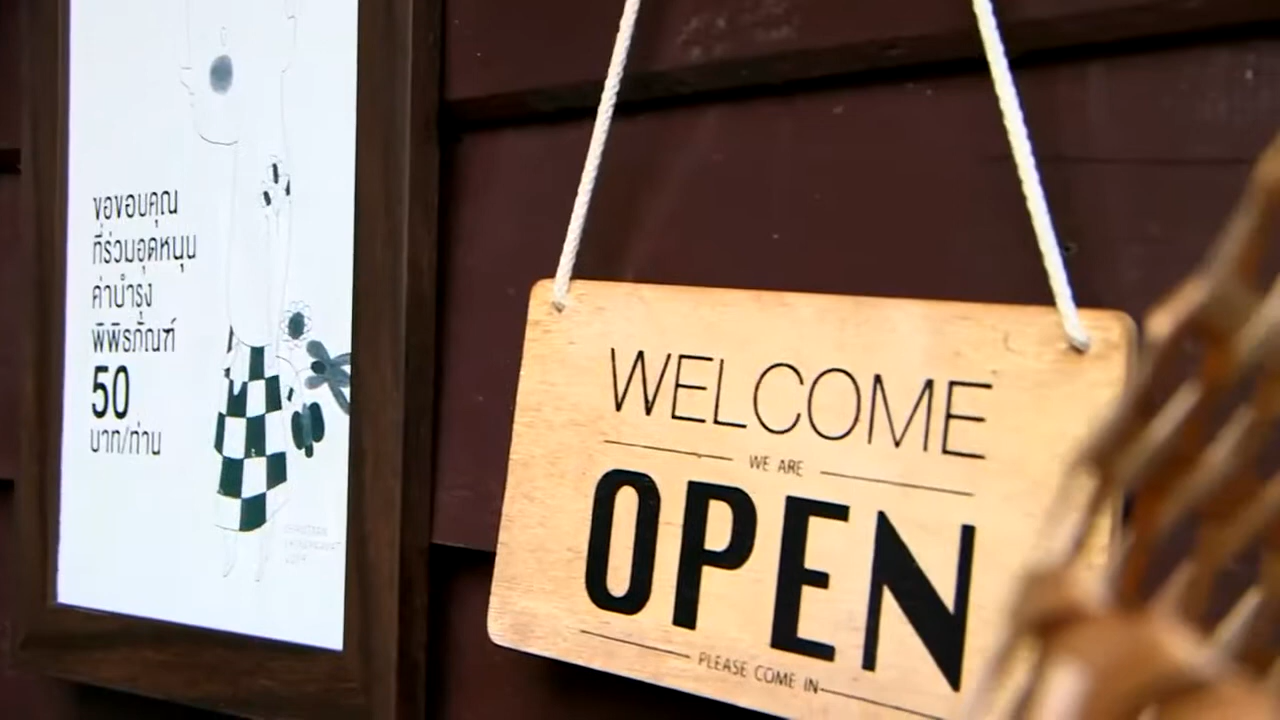 ขอขอบคุณ
ที่ร่วมอุดหนุน
ค่าบำรุง
พิพิธภัณฑ์
50
บาท/ท่าน
WELCOME
WE ARE
OPEN
PLEASE COME IN